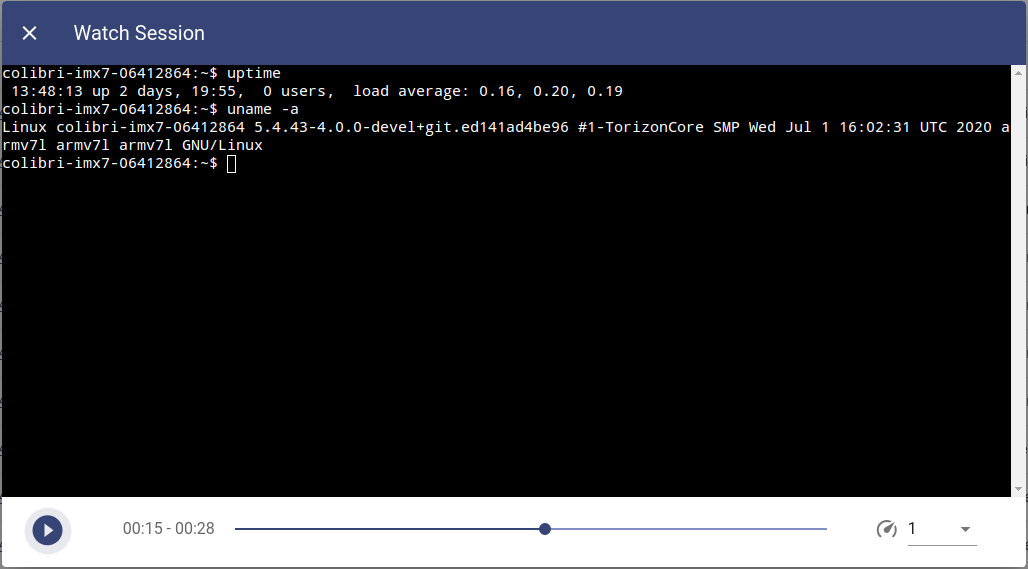 Watch Session
colibri-imx7-06412864:~$ uptime
 13:48:13 up 2 days, 19:55,  0 users,  load average: 0.16, 0.20, 0.19
colibri-imx7-06412864:~$ uname -a
Linux colibri-imx7-06412864 5.4.43-4.0.0-devel+git.ed141ad4be96 #1-TorizonCore SMP Wed Jul 1 16:02:31 UTC 2020 a
rmv7l armv7l armv7l GNU/Linux
colibri-imx7-06412864:~$
00:15 - 00:28
1